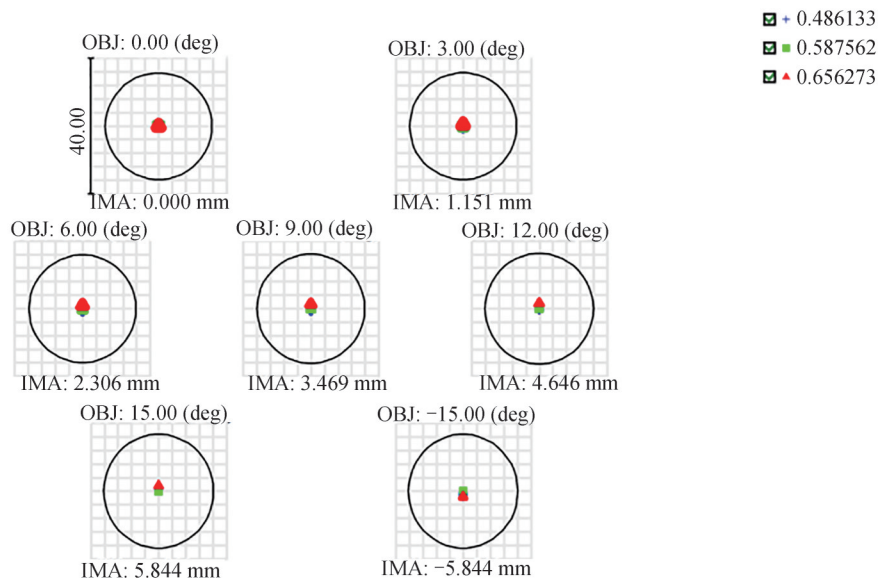 0.486133
0.587562
0.656273
OBJ: 0.00 (deg)
OBJ: 3.00 (deg)
40.00
IMA: 0.000 mm
IMA: 1.151 mm
OBJ: 6.00 (deg)
OBJ: 9.00 (deg)
OBJ: 12.00 (deg)
IMA: 2.306 mm
IMA: 3.469 mm
IMA: 4.646 mm
OBJ: 15.00 (deg)
OBJ: −15.00 (deg)
IMA: 5.844 mm
IMA: −5.844 mm